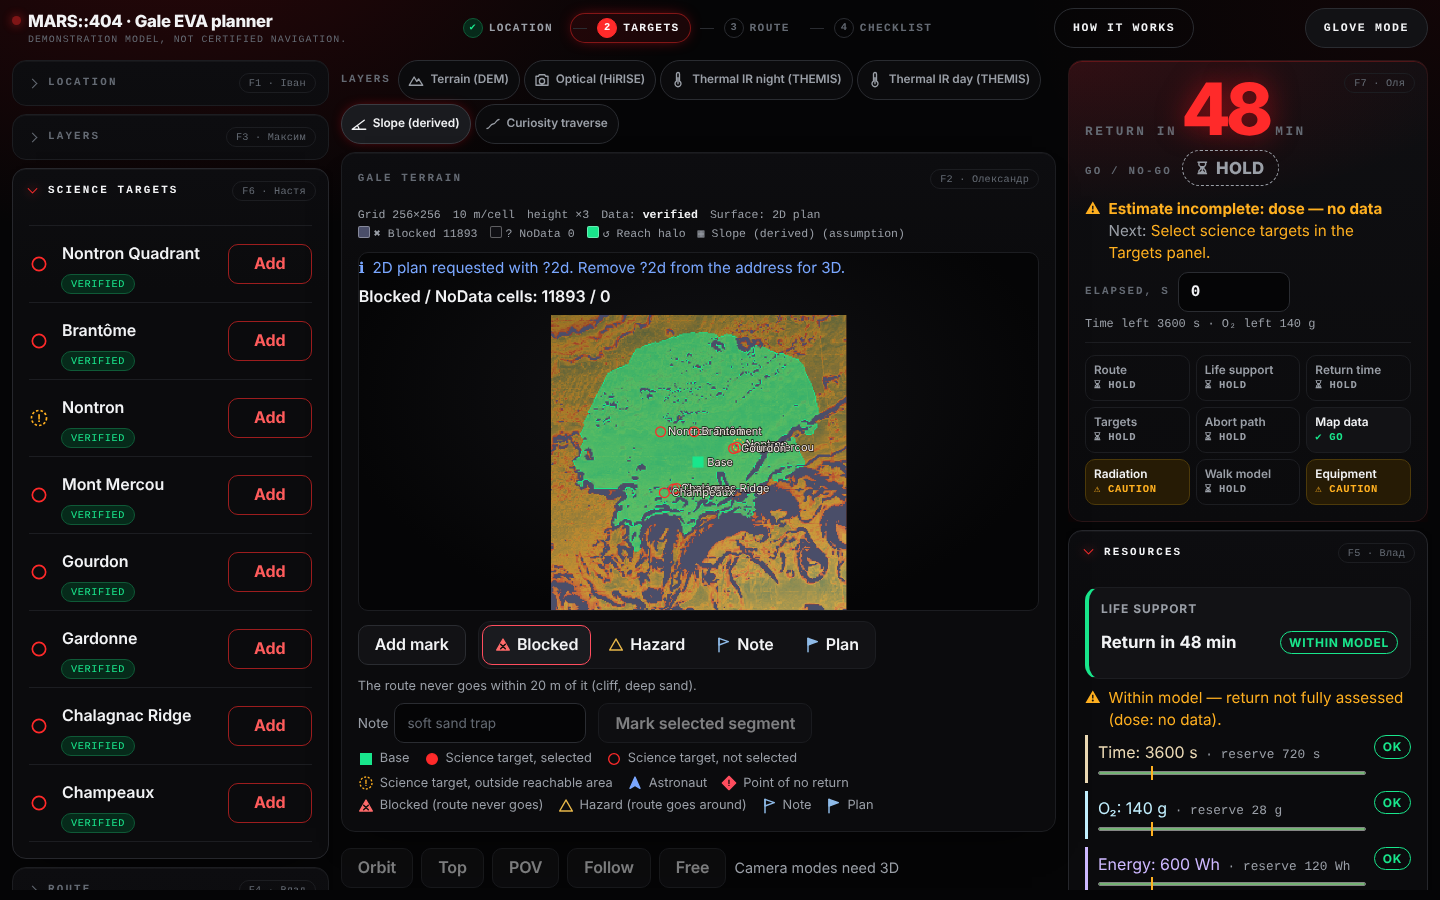 MARS::404 · Gale EVA planner
DEMONSTRATION MODEL, NOT CERTIFIED NAVIGATION.
✔ LOCATION
2 TARGETS
3 ROUTE
4 CHECKLIST
HOW IT WORKS
GLOVE MODE
LOCATION
F1 · Іван
LAYERS
F3 · Максим
SCIENCE TARGETS
F6 · Настя
Nontron Quadrant
VERIFIED
Add
Brantôme
VERIFIED
Add
Nontron
VERIFIED
Add
Mont Mercou
VERIFIED
Add
Gourdon
VERIFIED
Add
Gardonne
VERIFIED
Add
Chalagnac Ridge
VERIFIED
Add
Champeaux
VERIFIED
Add
ROUTE
F4 · Влад
LAYERS
Terrain (DEM)
Optical (HiRISE)
Thermal IR night (THEMIS)
Thermal IR day (THEMIS)
Slope (derived)
Curiosity traverse
GALE TERRAIN
F2 · Олександр
Grid 256×256 10 m/cell height ×3 Data: verified Surface: 2D plan
✖ Blocked 11893 ? NoData 0 ↺ Reach halo ▦ Slope (derived) (assumption)
ℹ 2D plan requested with ?2d. Remove ?2d from the address for 3D.
Blocked / NoData cells: 11893 / 0
Base
Chalagnac Ridge
Champeaux
Gourdon
Add mark
Blocked
Hazard
Note
Plan
The route never goes within 20 m of it (cliff, deep sand).
Note
soft sand trap
Mark selected segment
Base
Science target, selected
Science target, not selected
Science target, outside reachable area
Astronaut
Point of no return
Blocked (route never goes)
Hazard (route goes around)
Note
Plan
Orbit
Top
POV
Follow
Free
Camera modes need 3D
F7 · Оля
RETURN IN 48 MIN
GO / NO-GO
⌛ HOLD
Estimate incomplete: dose — no data
Next: Select science targets in the
Targets panel.
ELAPSED, S
0
Time left 3600 s · O₂ left 140 g
Route
⌛ HOLD
Life support
⌛ HOLD
Return time
⌛ HOLD
Targets
⌛ HOLD
Abort path
⌛ HOLD
Map data
✔ GO
Radiation
⚠ CAUTION
Walk model
⌛ HOLD
Equipment
⚠ CAUTION
RESOURCES
F5 · Влад
LIFE SUPPORT
Return in 48 min
WITHIN MODEL
Within model — return not fully assessed
(dose: no data).
Time: 3600 s · reserve 720 s
OK
O₂: 140 g · reserve 28 g
OK
Energy: 600 Wh · reserve 120 Wh
OK